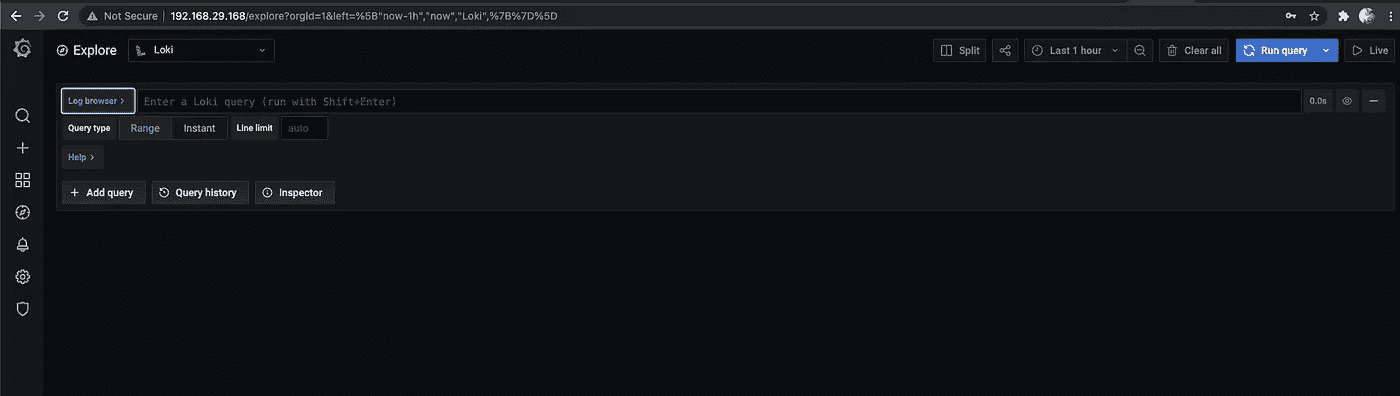 Not Secure 192.168.29.168/explore?orgId=1&left=%5B"now-1h","now","Loki",%7B%7D%5D
Explore Loki Split Last 1 hour Clear all Run query Live
Log browser > Enter a Loki query (run with Shift+Enter) 0.0s
Query type Range Instant Line limit auto
Help >
+ Add query Query history Inspector